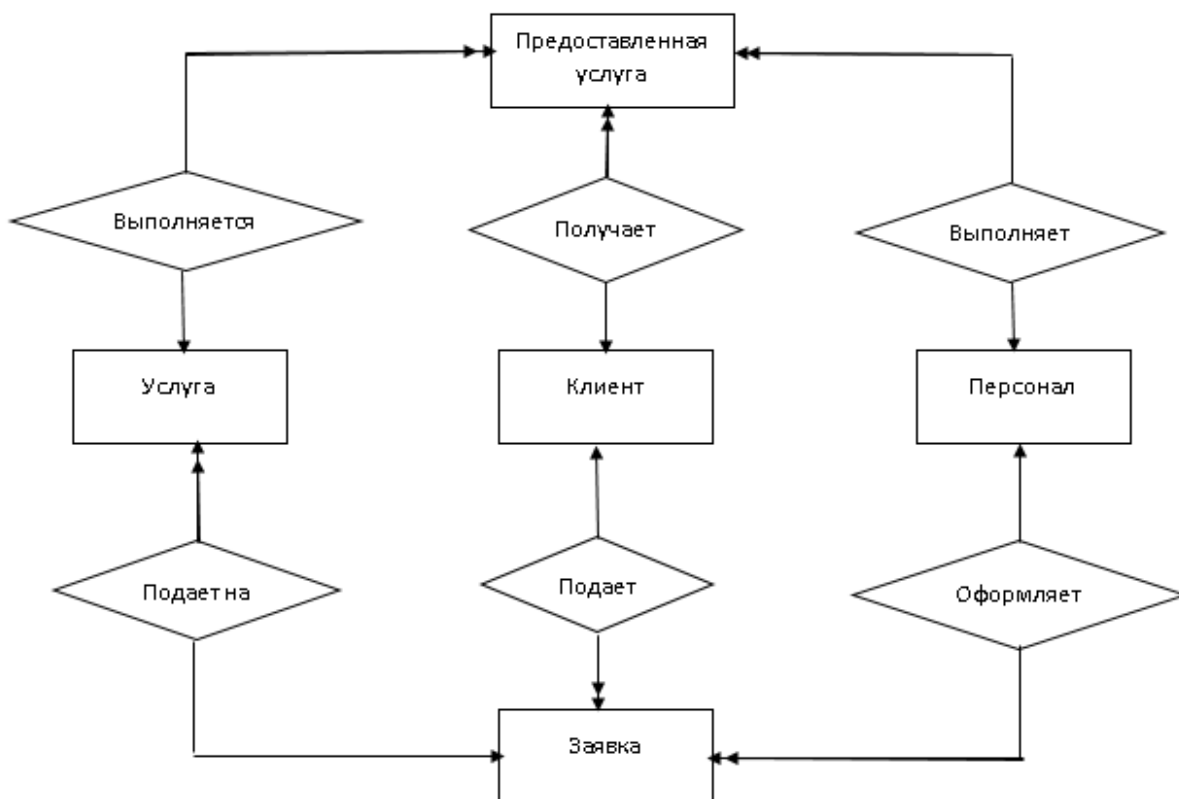 Предоставленная
услуга
Выполняется
Получает
Выполняет
Услуга
Клиент
Персонал
Подает на
Подает
Оформляет
Заявка